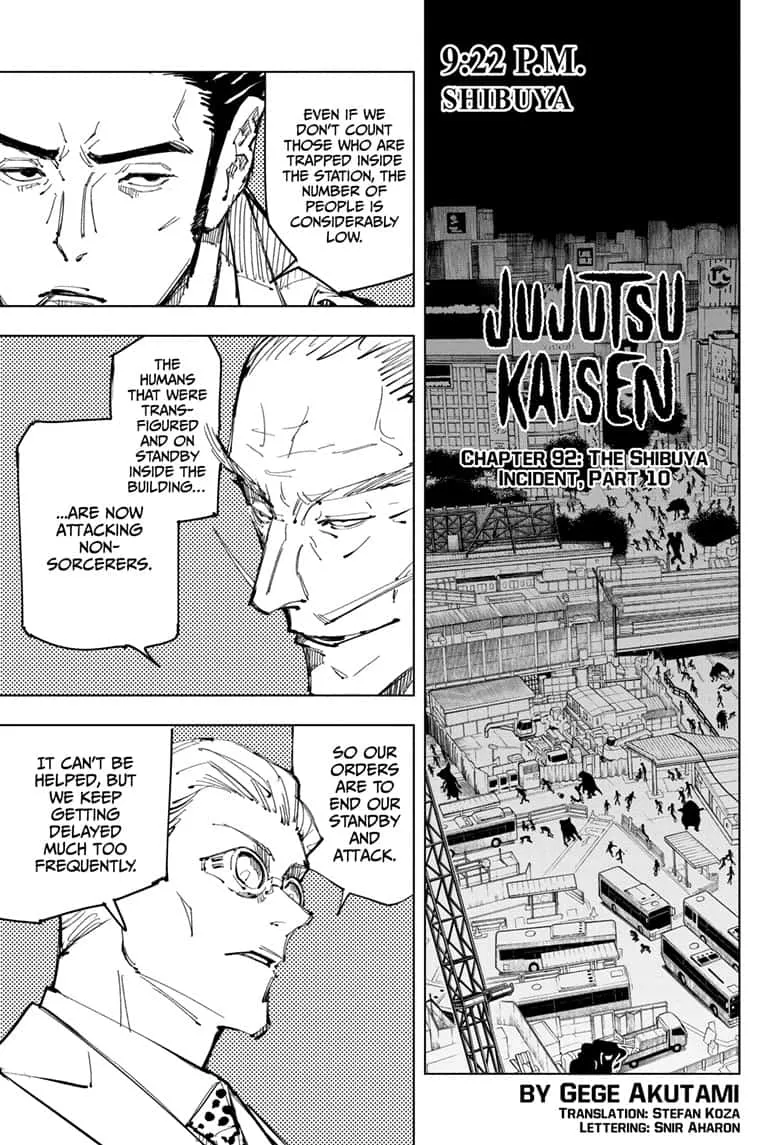 9:22 P.M.
SHIBUYA
JUJUTSU
KAISEN
CHAPTER 92: THE SHIBUYA
INCIDENT, PART 10
EVEN IF WE
DON'T COUNT
THOSE WHO ARE
TRAPPED INSIDE
THE STATION, THE
NUMBER OF
PEOPLE IS
CONSIDERABLY
LOW.
THE
HUMANS
THAT WERE
TRANS-
FIGURED
AND ON
STANDBY
INSIDE THE
BUILDING...
...ARE NOW
ATTACKING
NON-
SORCERERS.
SO OUR
ORDERS
ARE TO
END OUR
STANDBY
AND
ATTACK.
IT CAN'T BE
HELPED, BUT
WE KEEP
GETTING
DELAYED
MUCH TOO
FREQUENTLY.
BY GEGE AKUTAMI
TRANSLATION: STEFAN KOZA
LETTERING: SNIR AHARON